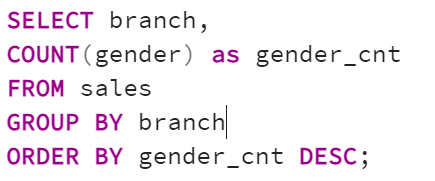 SELECT branch,
COUNT(gender) as gender_cnt
FROM sales
GROUP BY branch
ORDER BY gender_cnt DESC;